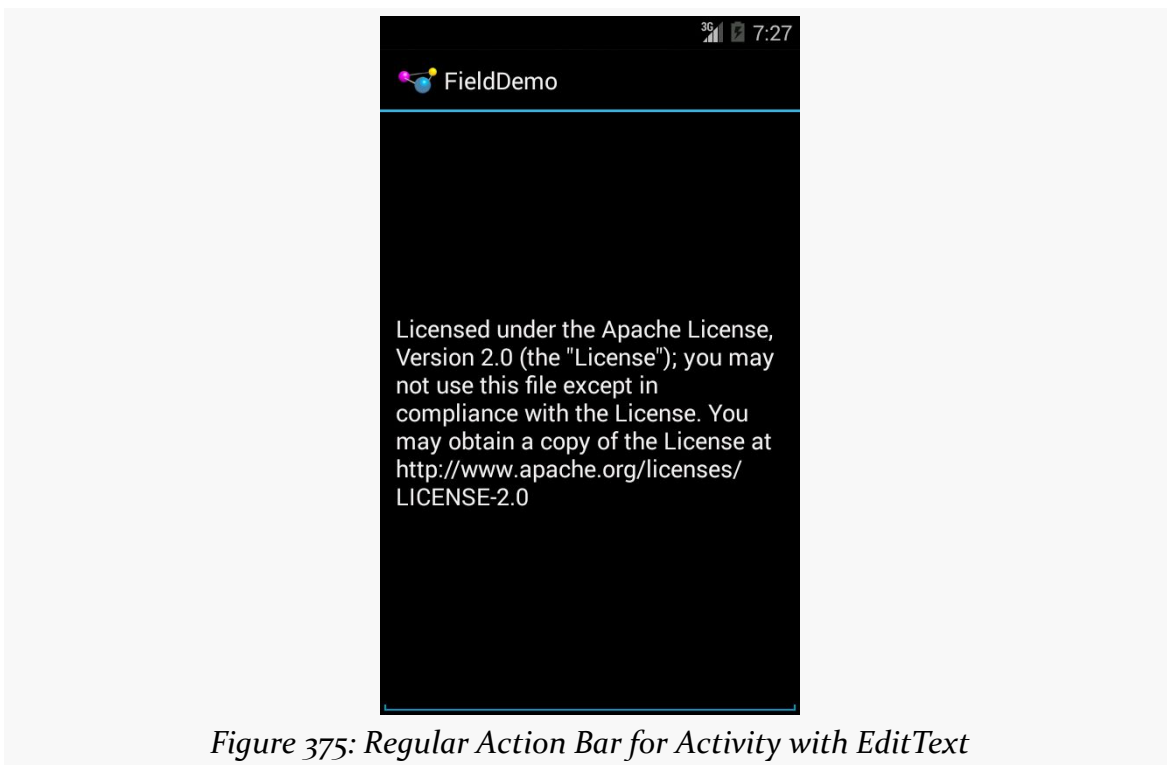 3G 7:27
FieldDemo
Licensed under the Apache License,
Version 2.0 (the "License"); you may
not use this file except in
compliance with the License. You
may obtain a copy of the License at
http://www.apache.org/licenses/
LICENSE-2.0
Figure 375: Regular Action Bar for Activity with EditText